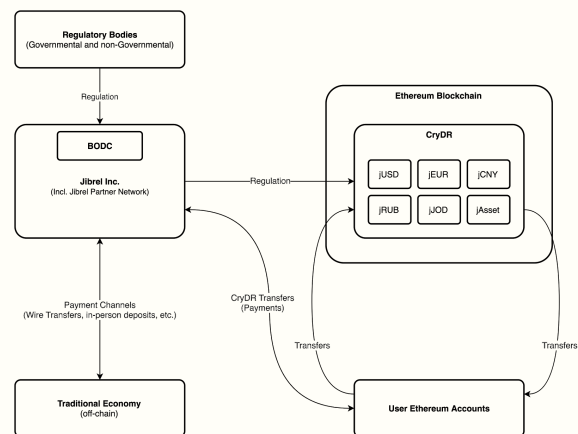 Regulatory Bodies
(Governmental and non-Governmental)
Regulation
BODC
Jibrel Inc.
(Incl. Jibrel Partner Network)
Regulation
Ethereum Blockchain
CryDR
jUSD
jEUR
jCNY
jRUB
jJOD
jAsset
Payment Channels
(Wire Transfers, in-person deposits, etc.)
CryDR Transfers
(Payments)
Transfers
Transfers
Traditional Economy
(off-chain)
User Ethereum Accounts